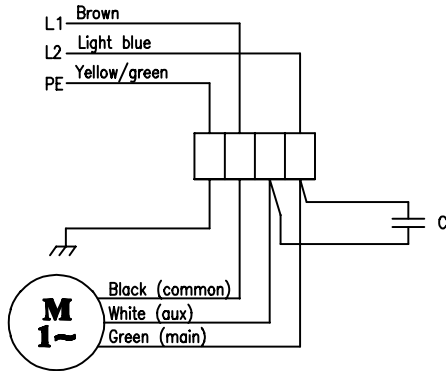 L1 Brown
L2 Light blue
PE Yellow/green
C
Black (common)
M
White (aux)
1~
Green (main)